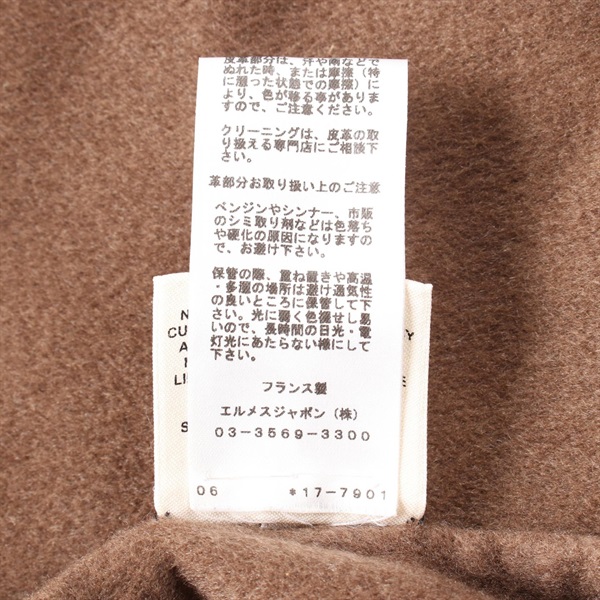 皮革部分は、汗や雨などで
ぬれた時、または摩擦（特
に湿った状態での摩擦）に
より、色が移る事がありま
すので、ご注意ください。
クリーニングは、皮革の取
り扱える専門店にご相談下
さい。
革部分お取り扱い上のご注意
ベンジンやシンナー、市販
のシミ取り剤などは色落ち
や硬化の原因になりますの
で、お避け下さい。
保管の際、重ね置きや高温
・多湿の場所は避け通気性
の良いところに保管して下
さい。光に弱く色褪せし易
いので、長時間の日光・電
灯光にあたらない様にして
下さい。
フランス製
エルメスジャポン（株）
03-3569-3300
06 *17-7901